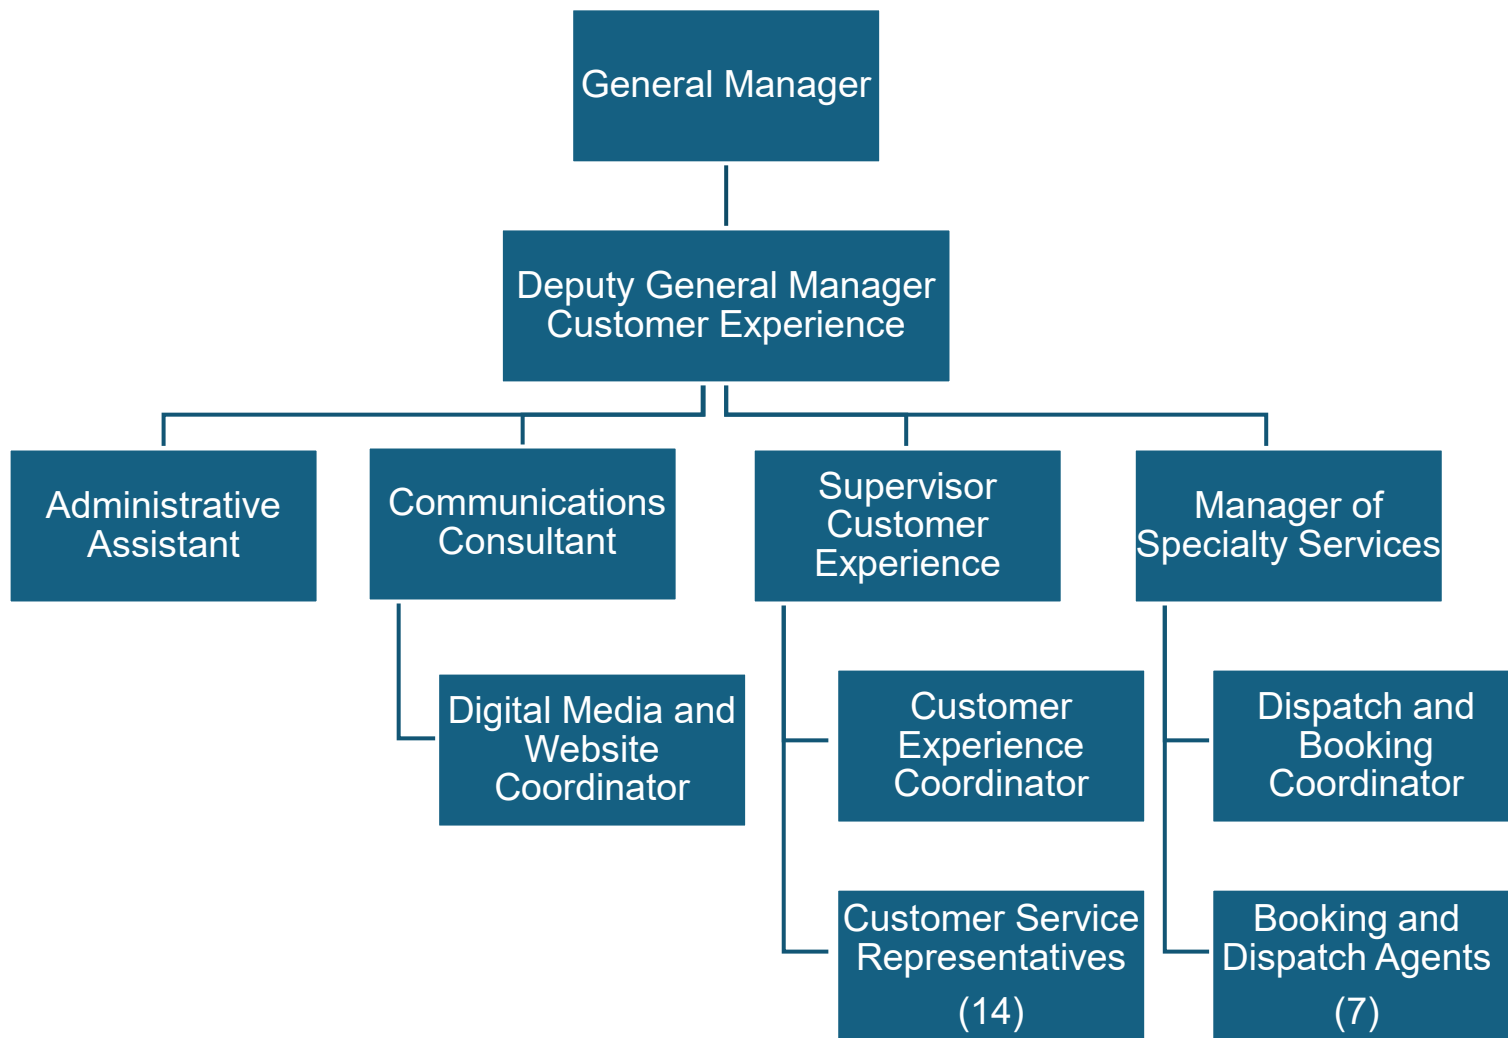 General Manager
Deputy General Manager
Customer Experience
Administrative
Assistant
Communications
Consultant
Supervisor
Customer
Experience
Manager of
Specialty Services
Digital Media and
Website
Coordinator
Customer
Experience
Coordinator
Dispatch and
Booking
Coordinator
Customer Service
Representatives
(14)
Booking and
Dispatch Agents
(7)